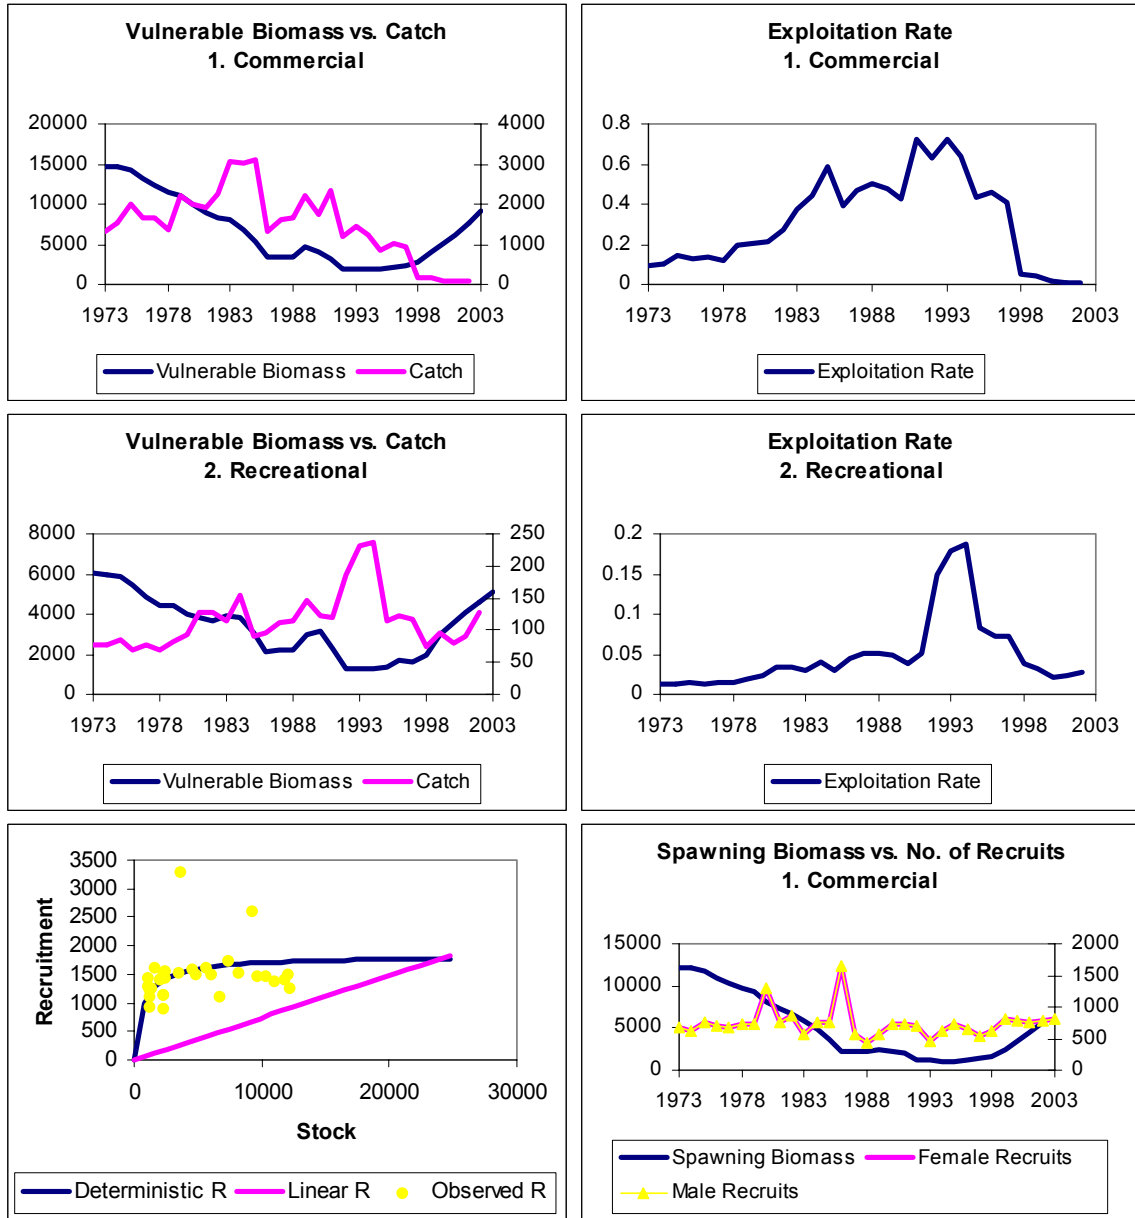 Vulnerable Biomass vs. Catch
1. Commercial
20000
15000
10000
5000
0
4000
3000
2000
1000
0
1973 1978 1983 1988 1993 1998 2003
Vulnerable Biomass Catch
Exploitation Rate
1. Commercial
0.8
0.6
0.4
0.2
0
1973 1978 1983 1988 1993 1998 2003
Exploitation Rate
Vulnerable Biomass vs. Catch
2. Recreational
8000
6000
4000
2000
0
250
200
150
100
50
0
1973 1978 1983 1988 1993 1998 2003
Vulnerable Biomass Catch
Exploitation Rate
2. Recreational
0.2
0.15
0.1
0.05
0
1973 1978 1983 1988 1993 1998 2003
Exploitation Rate
Recruitment
3500
3000
2500
2000
1500
1000
500
0
0 10000 20000 30000
Stock
Deterministic R Linear R Observed R
Spawning Biomass vs. No. of Recruits
1. Commercial
15000
10000
5000
0
2000
1500
1000
500
0
1973 1978 1983 1988 1993 1998 2003
Spawning Biomass Female Recruits
Male Recruits